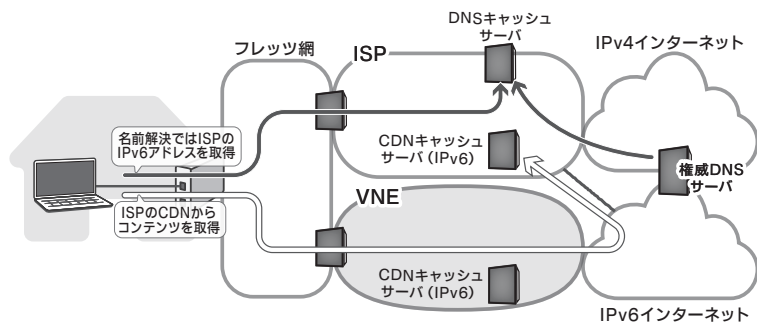 DNSキャッシュ
サーバ
フレッツ網
ISP
IPv4インターネット
名前解決ではISPの
IPv6アドレスを取得
CDNキャッシュ
サーバ（IPv6）
権威DNS
サーバ
ISPのCDNから
コンテンツを取得
VNE
CDNキャッシュ
サーバ（IPv6）
IPv6インターネット